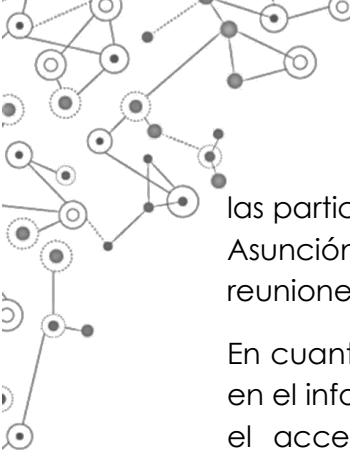 las partic
Asunción
reunione
En cuant
en el info
el acce